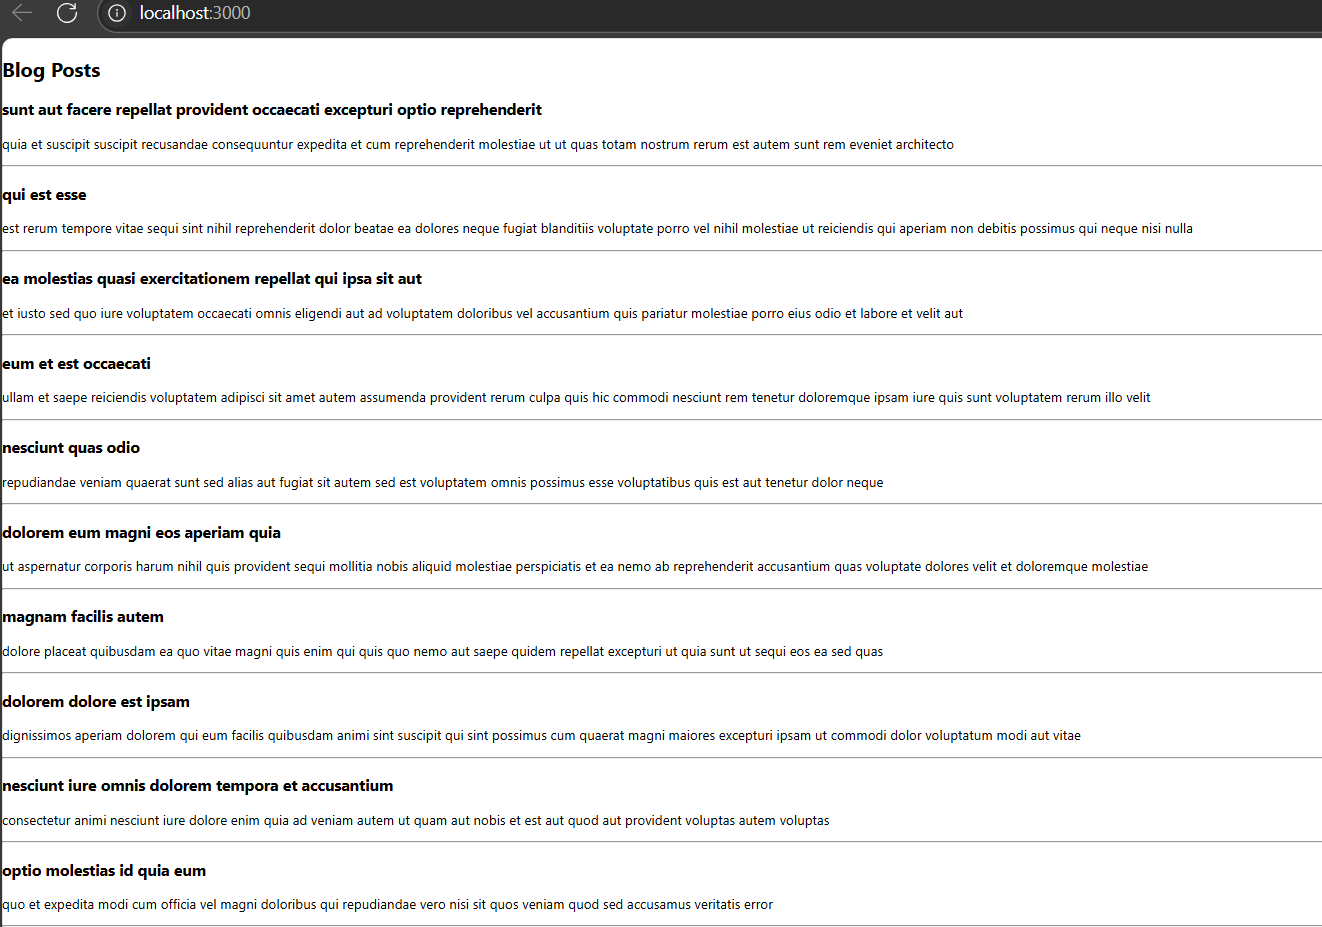 localhost:3000
Blog Posts
sunt aut facere repellat provident occaecati excepturi optio reprehenderit
quia et suscipit suscipit recusandae consequuntur expedita et cum reprehenderit molestiae ut ut quas totam nostrum rerum est autem sunt rem eveniet architecto
qui est esse
est rerum tempore vitae sequi sint nihil reprehenderit dolor beatae ea dolores neque fugiat blanditiis voluptate porro vel nihil molestiae ut reiciendis qui aperiam non debitis possimus qui neque nisi nulla
ea molestias quasi exercitationem repellat qui ipsa sit aut
et iusto sed quo iure voluptatem occaecati omnis eligendi aut ad voluptatem doloribus vel accusantium quis pariatur molestiae porro eius odio et labore et velit aut
eum et est occaecati
ullam et saepe reiciendis voluptatem adipisci sit amet autem assumenda provident rerum culpa quis hic commodi nesciunt rem tenetur doloremque ipsam iure quis sunt voluptatem rerum illo velit
nesciunt quas odio
repudiandae veniam quaerat sunt sed alias aut fugiat sit autem sed est voluptatem omnis possimus esse voluptatibus quis est aut tenetur dolor neque
dolorem eum magni eos aperiam quia
ut aspernatur corporis harum nihil quis provident sequi mollitia nobis aliquid molestiae perspiciatis et ea nemo ab reprehenderit accusantium quas voluptate dolores velit et doloremque molestiae
magnam facilis autem
dolore placeat quibusdam ea quo vitae magni quis enim qui quis quo nemo aut saepe quidem repellat excepturi ut quia sunt ut sequi eos ea sed quas
dolorem dolore est ipsam
dignissimos aperiam dolorem qui eum facilis quibusdam animi sint suscipit qui sint possimus cum quaerat magni maiores excepturi ipsam ut commodi dolor voluptatum modi aut vitae
nesciunt iure omnis dolorem tempora et accusantium
consectetur animi nesciunt iure dolore enim quia ad veniam autem ut quam aut nobis et est aut quod aut provident voluptas autem voluptas
optio molestias id quia eum
quo et expedita modi cum officia vel magni doloribus qui repudiandae vero nisi sit quos veniam quod sed accusamus veritatis error